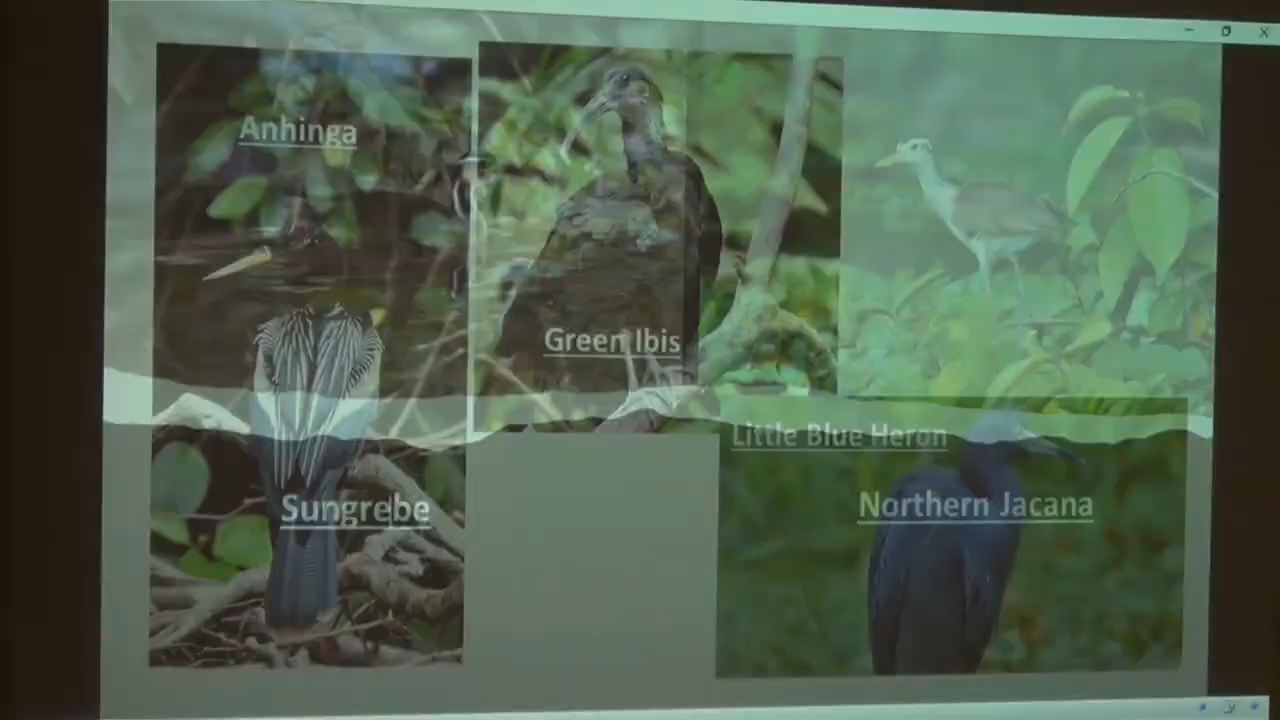 Anhinga
Green Ibis
Little Blue Heron
Sungrebe
Northern Jacana